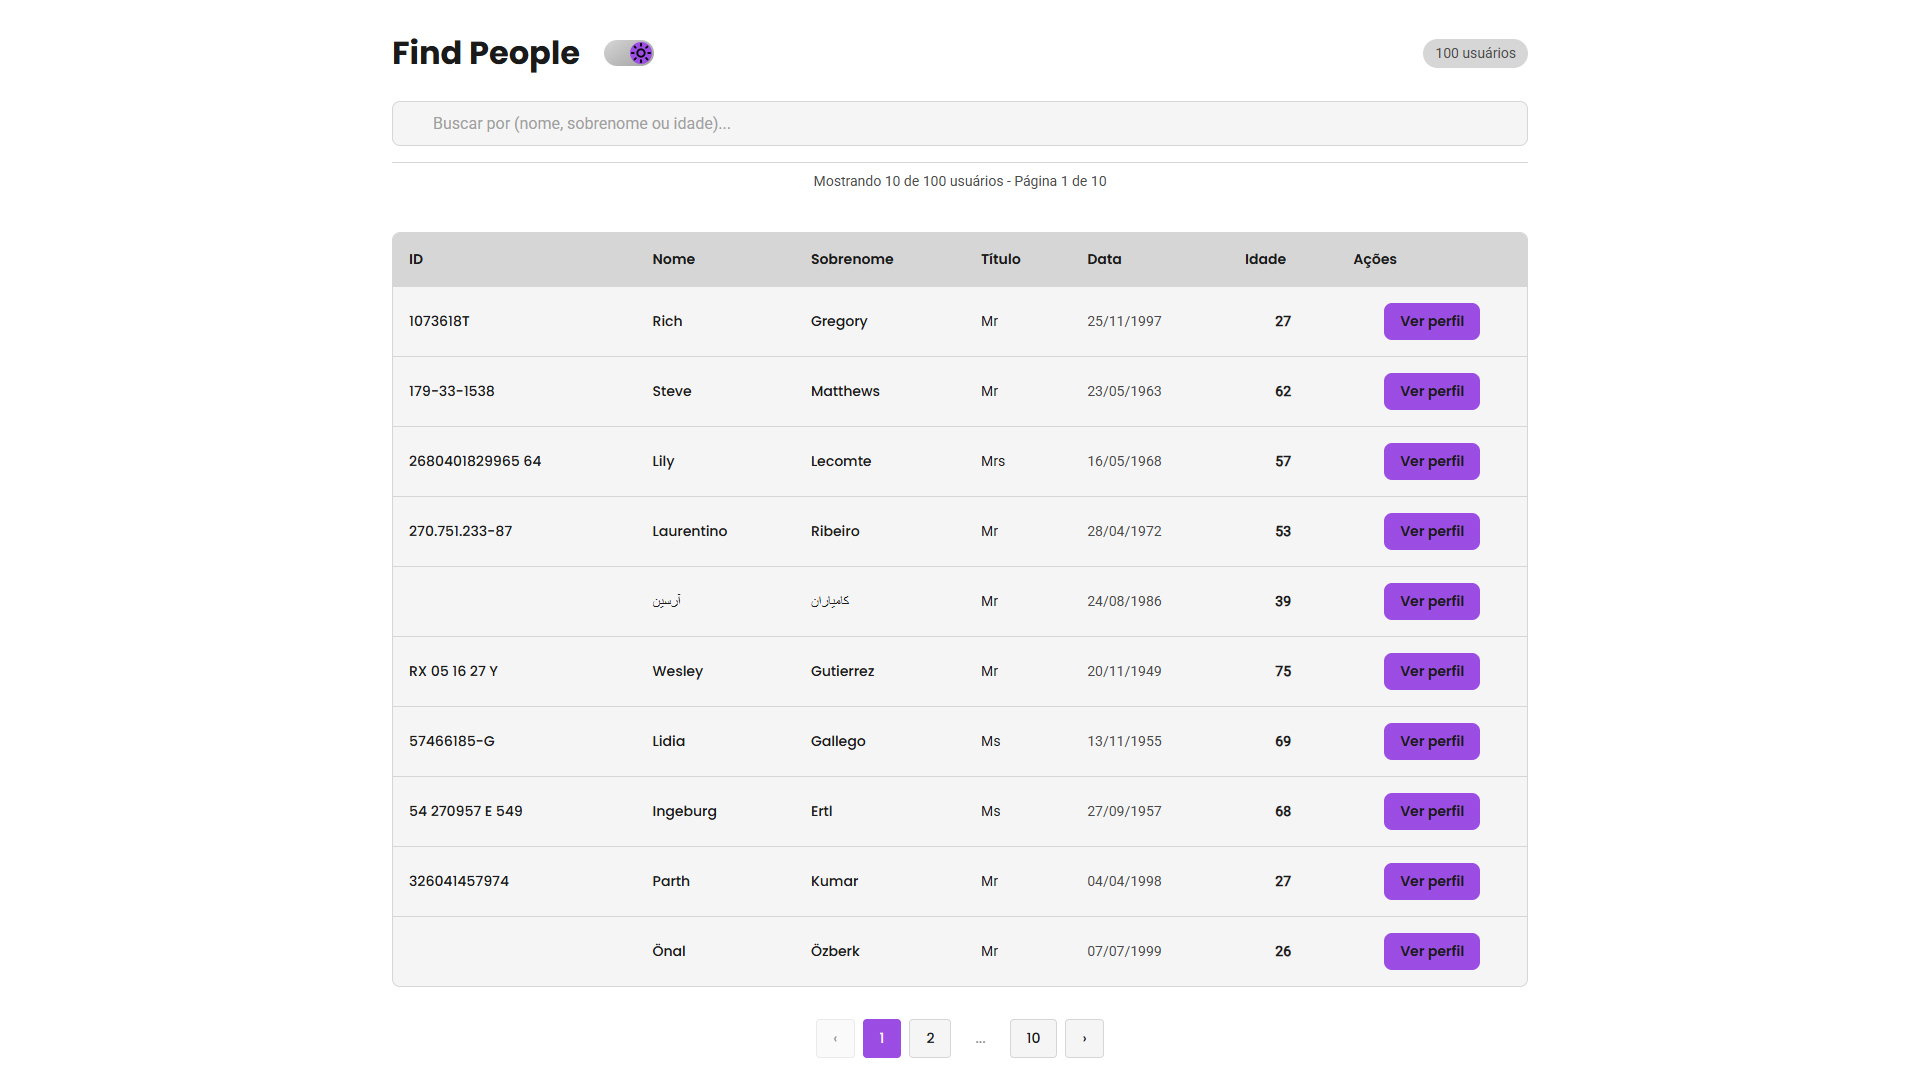 Find People
100 usuários
Buscar por (nome, sobrenome ou idade)...
Mostrando 10 de 100 usuários - Página 1 de 10
ID Nome Sobrenome Título Data Idade Ações
1073618T Rich Gregory Mr 25/11/1997 27 Ver perfil
179-33-1538 Steve Matthews Mr 23/05/1963 62 Ver perfil
2680401829965 64 Lily Lecomte Mrs 16/05/1968 57 Ver perfil
270.751.233-87 Laurentino Ribeiro Mr 28/04/1972 53 Ver perfil
آرسین کامیاران Mr 24/08/1986 39 Ver perfil
RX 05 16 27 Y Wesley Gutierrez Mr 20/11/1949 75 Ver perfil
57466185-G Lidia Gallego Ms 13/11/1955 69 Ver perfil
54 270957 E 549 Ingeburg Ertl Ms 27/09/1957 68 Ver perfil
326041457974 Parth Kumar Mr 04/04/1998 27 Ver perfil
Önal Özberk Mr 07/07/1999 26 Ver perfil
‹ 1 2 ... 10 ›